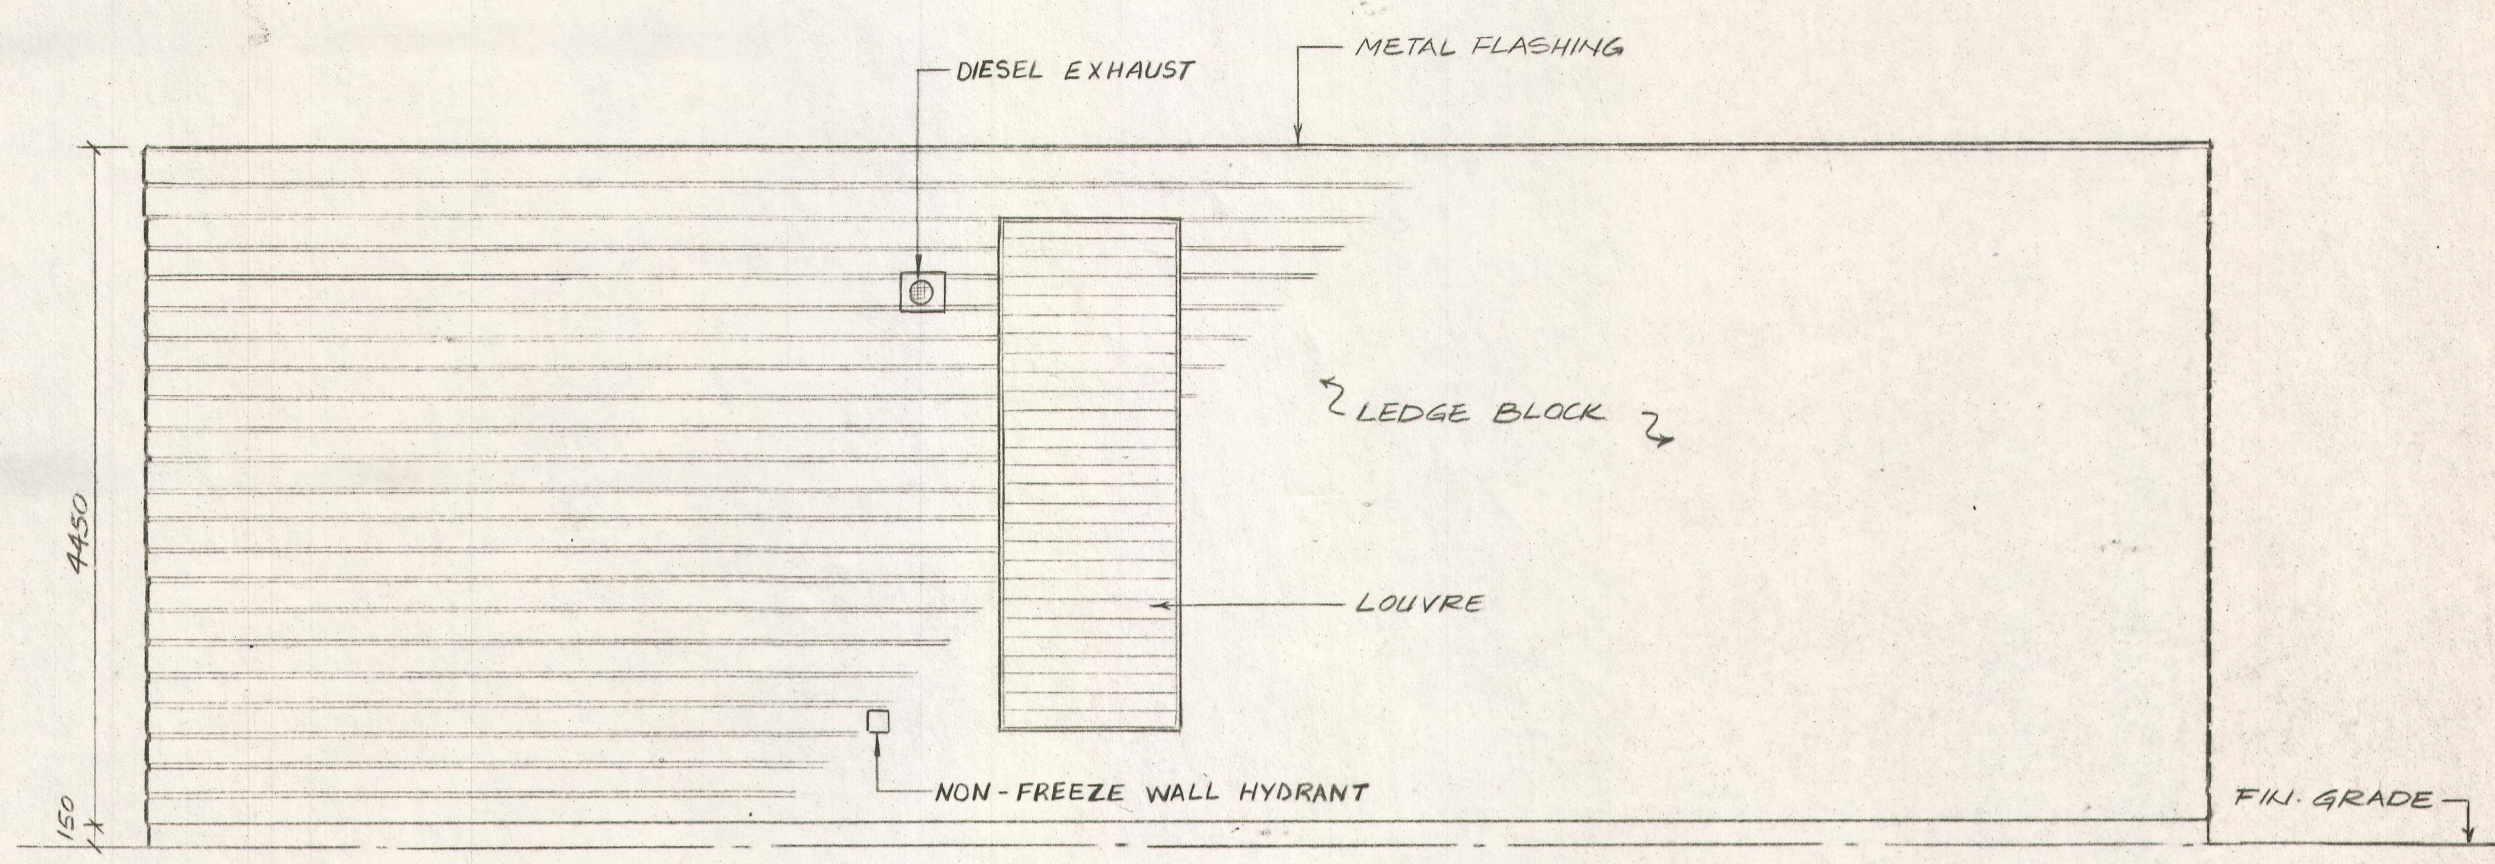 METAL FLASHING
DIESEL EXHAUST
LEDGE BLOCK
4450
LOUVRE
NON-FREEZE WALL HYDRANT
FIN. GRADE
150